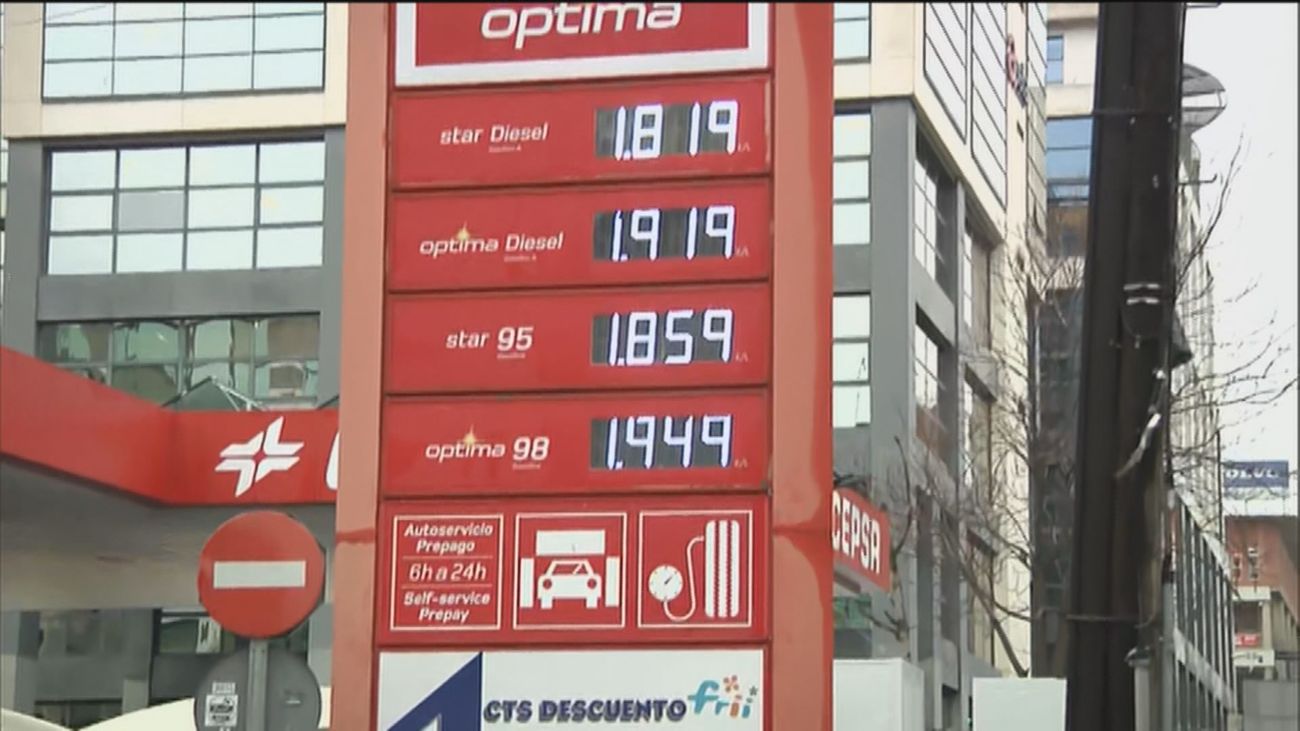 optima
star Diesel 1.819
optima Diesel 1.919
star 95 1.859
optima 98 1.949
Autoservicio
Prepago
6h a 24h
Self-service
Prepay
CEPSA
CTS DESCUENTO frii